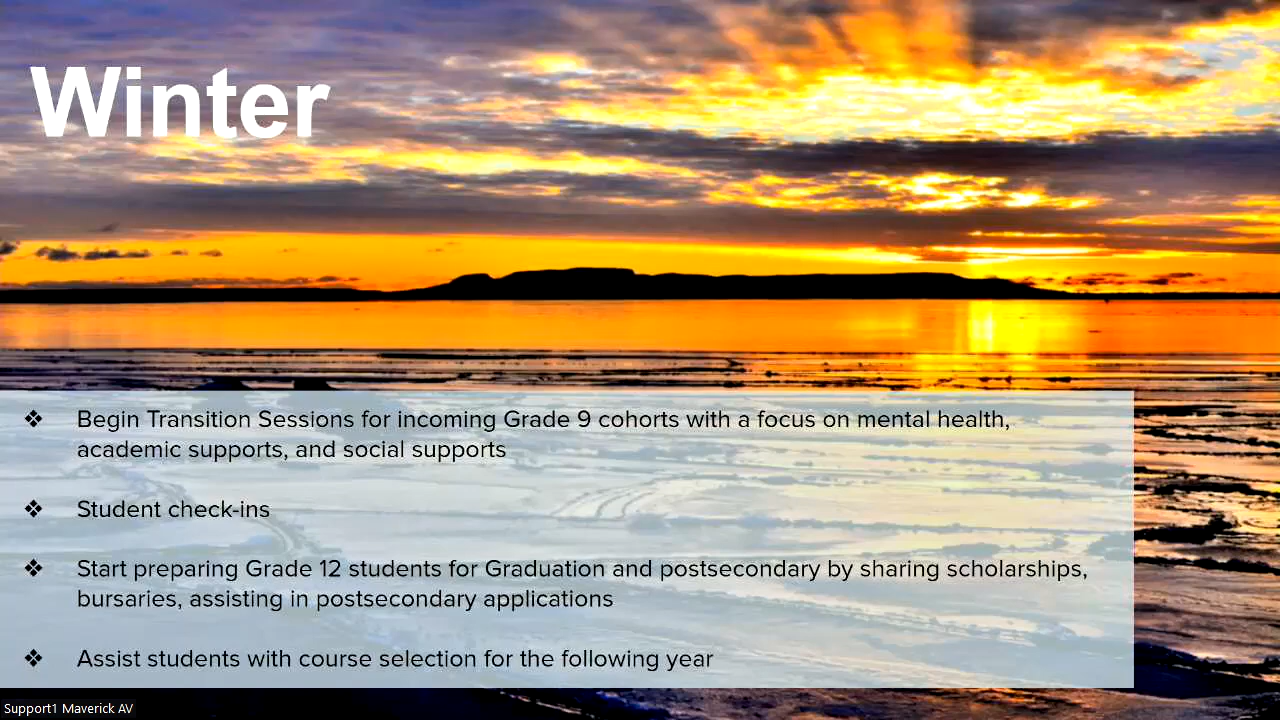 Winter
❖ Begin Transition Sessions for incoming Grade 9 cohorts with a focus on mental health,
academic supports, and social supports
❖ Student check-ins
❖ Start preparing Grade 12 students for Graduation and postsecondary by sharing scholarships,
bursaries, assisting in postsecondary applications
❖ Assist students with course selection for the following year
Support1 Maverick AV